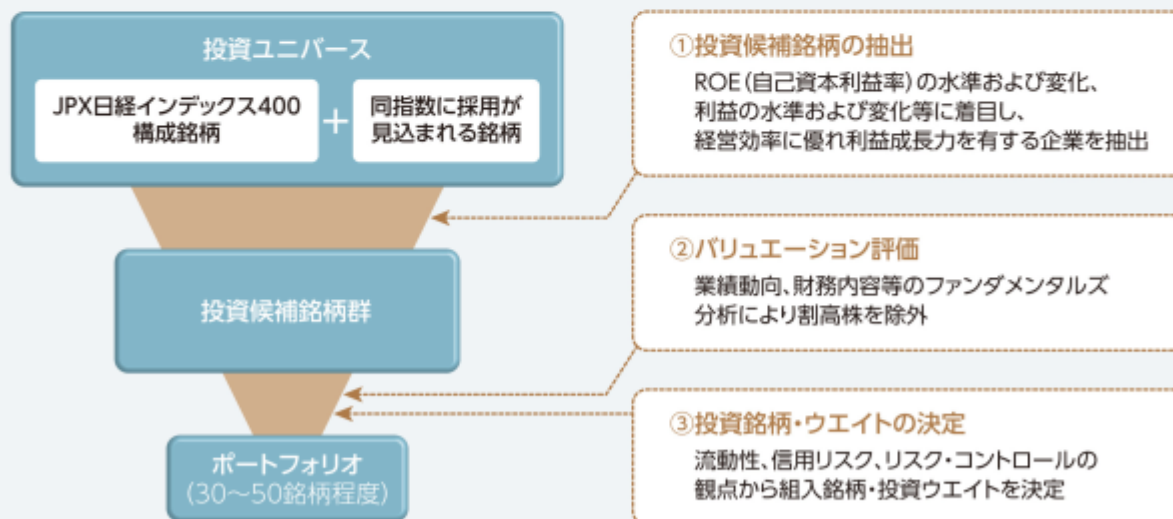 投資ユニバース
JPX日経インデックス400
構成銘柄
+
同指数に採用が
見込まれる銘柄
投資候補銘柄群
ポートフォリオ
(30〜50銘柄程度)
①投資候補銘柄の抽出
ROE(自己資本利益率)の水準および変化、
利益の水準および変化等に着目し、
経営効率に優れ利益成長力を有する企業を抽出
②バリュエーション評価
業績動向、財務内容等のファンダメンタルズ
分析により割高株を除外
③投資銘柄・ウエイトの決定
流動性、信用リスク、リスク・コントロールの
観点から組入銘柄・投資ウエイトを決定